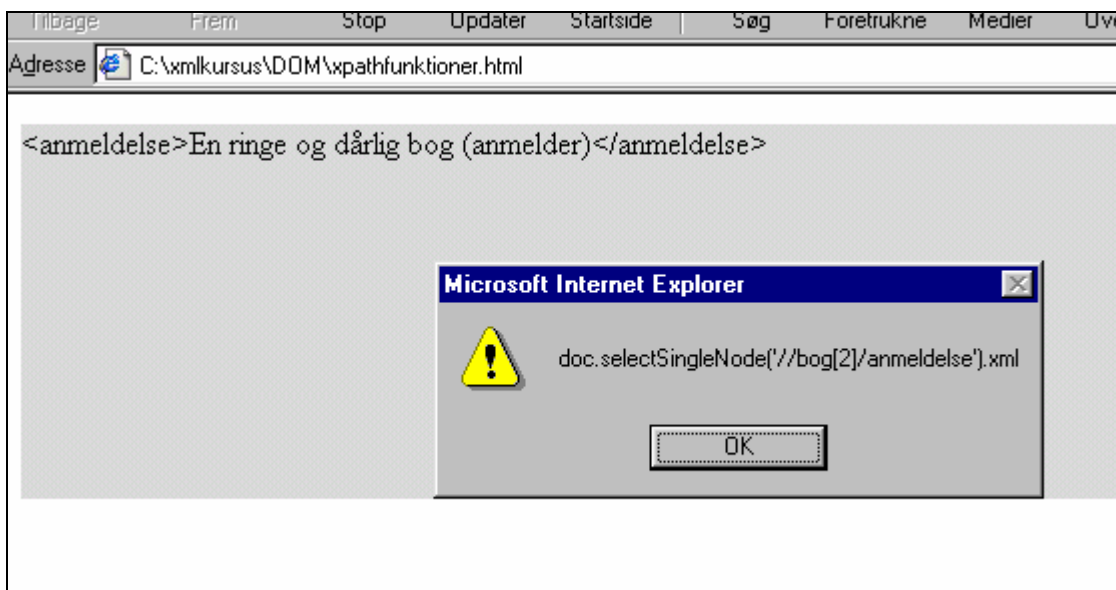 Tilbage Frem Stop Updater Startside Søg Foretrukne Medier
Adresse C:\xmlkursus\DOM\xpathfunktioner.html
<anmeldelse>En ringe og dårlig bog (anmelder)</anmeldelse>
Microsoft Internet Explorer
doc.selectSingleNode('//bog[2]/anmeldelse').xml
OK